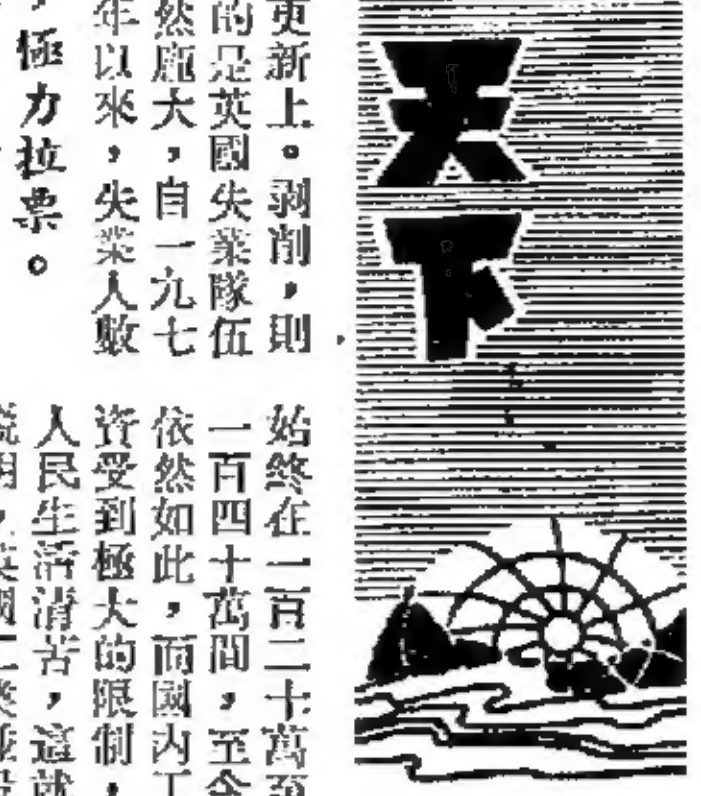 天下
更新上。剥削，則
的是英國失業隊伍
然龐大，自一九七
年以來，失業人數
極力拉票。
始終在一百二十萬至
一百四十萬間，至今
依然如此，而國內工
資受到極大的限制，
人民生活清苦，這就